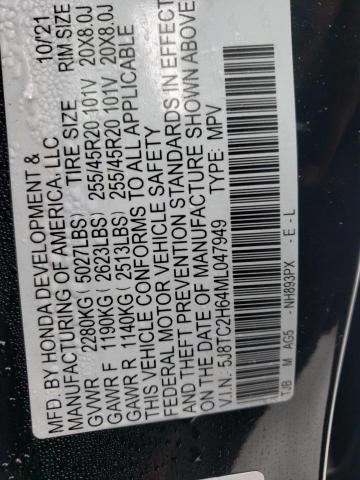 MFD. BY HONDA DEVELOPMENT & 10/21
MANUFACTURING OF AMERICA, LLC. TIRE SIZE RIM SIZE
GVWR 2280KG ( 5027LBS) 255/45R20 101V 20X8.0J
GAWR F 1190KG ( 2623LBS) 255/45R20 101V 20X8.0J
GAWR R 1140KG ( 2513LBS)
THIS VEHICLE CONFORMS TO ALL APPLICABLE
FEDERAL MOTOR VEHICLE SAFETY
AND THEFT PREVENTION STANDARDS IN EFFECT
ON THE DATE OF MANUFACTURE SHOWN ABOVE
V.I.N. 5J8TC2H64ML047949 MPV
TJB M AG5 - NH893PX - E - L